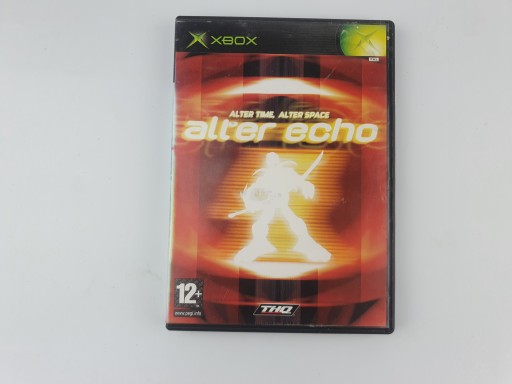 XBOX
ALTER TIME, ALTER SPACE
alter echo
12+
www.pegi.info
THQ